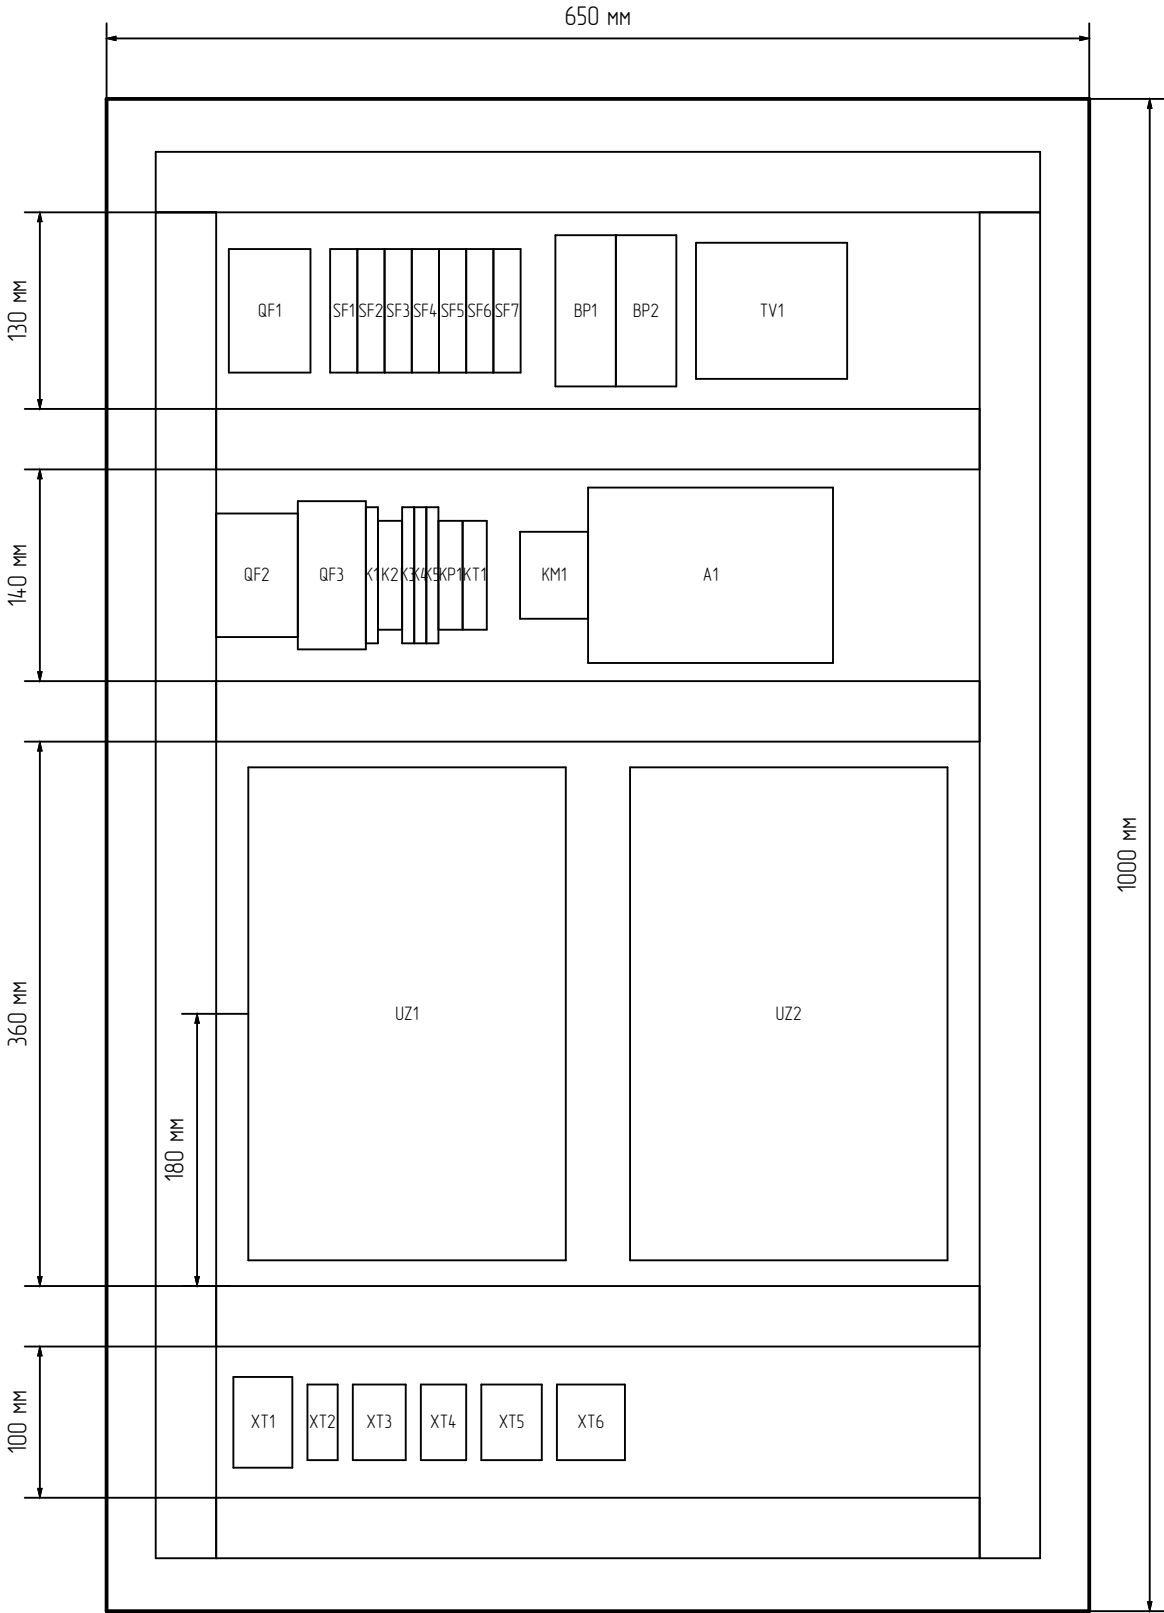 650 мм
130 мм
QF1
SF1
SF2
SF3
SF4
SF5
SF6
SF7
BP1
BP2
TV1
140 мм
QF2
QF3
K1
K2
K3
K4
K5
KP1
KT1
KM1
A1
1000 мм
360 мм
UZ1
UZ2
180 мм
100 мм
XT1
XT2
XT3
XT4
XT5
XT6